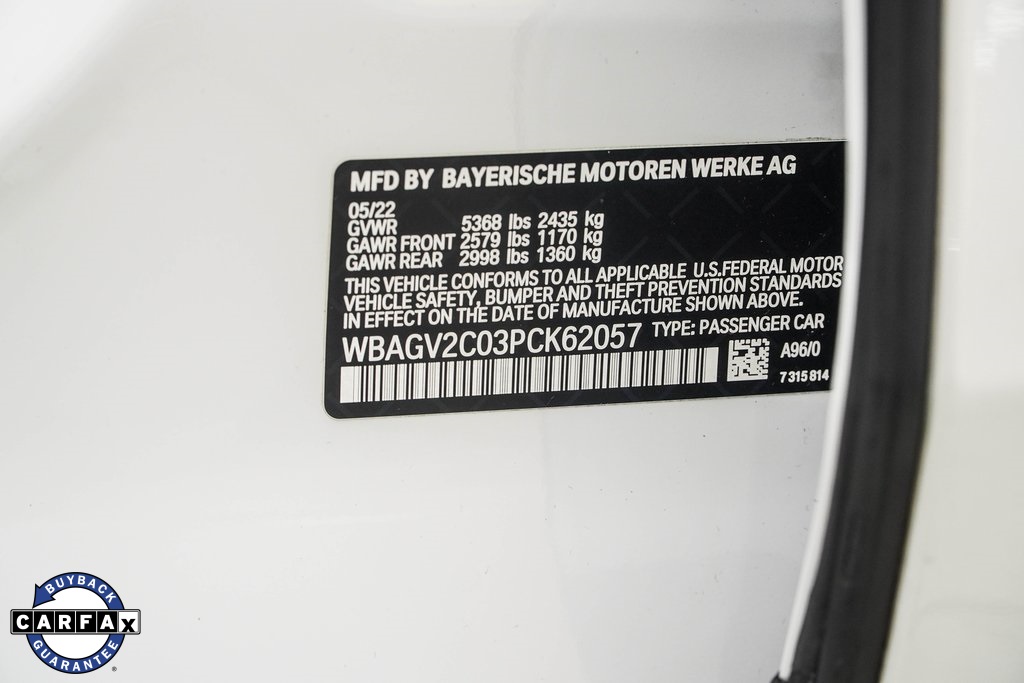 MFD BY BAYERISCHE MOTOREN WERKE AG
05/22
GVWR 5368 lbs 2435 kg
GAWR FRONT 2579 lbs 1170 kg
GAWR REAR 2998 lbs 1360 kg
THIS VEHICLE CONFORMS TO ALL APPLICABLE U.S.FEDERAL MOTOR
VEHICLE SAFETY, BUMPER AND THEFT PREVENTION STANDARDS
IN EFFECT ON THE DATE OF MANUFACTURE SHOWN ABOVE.
WBAGV2C03PCK62057 TYPE: PASSENGER CAR
A96/0
7 315 814
BUYBACK
CARFAX
GUARANTEE